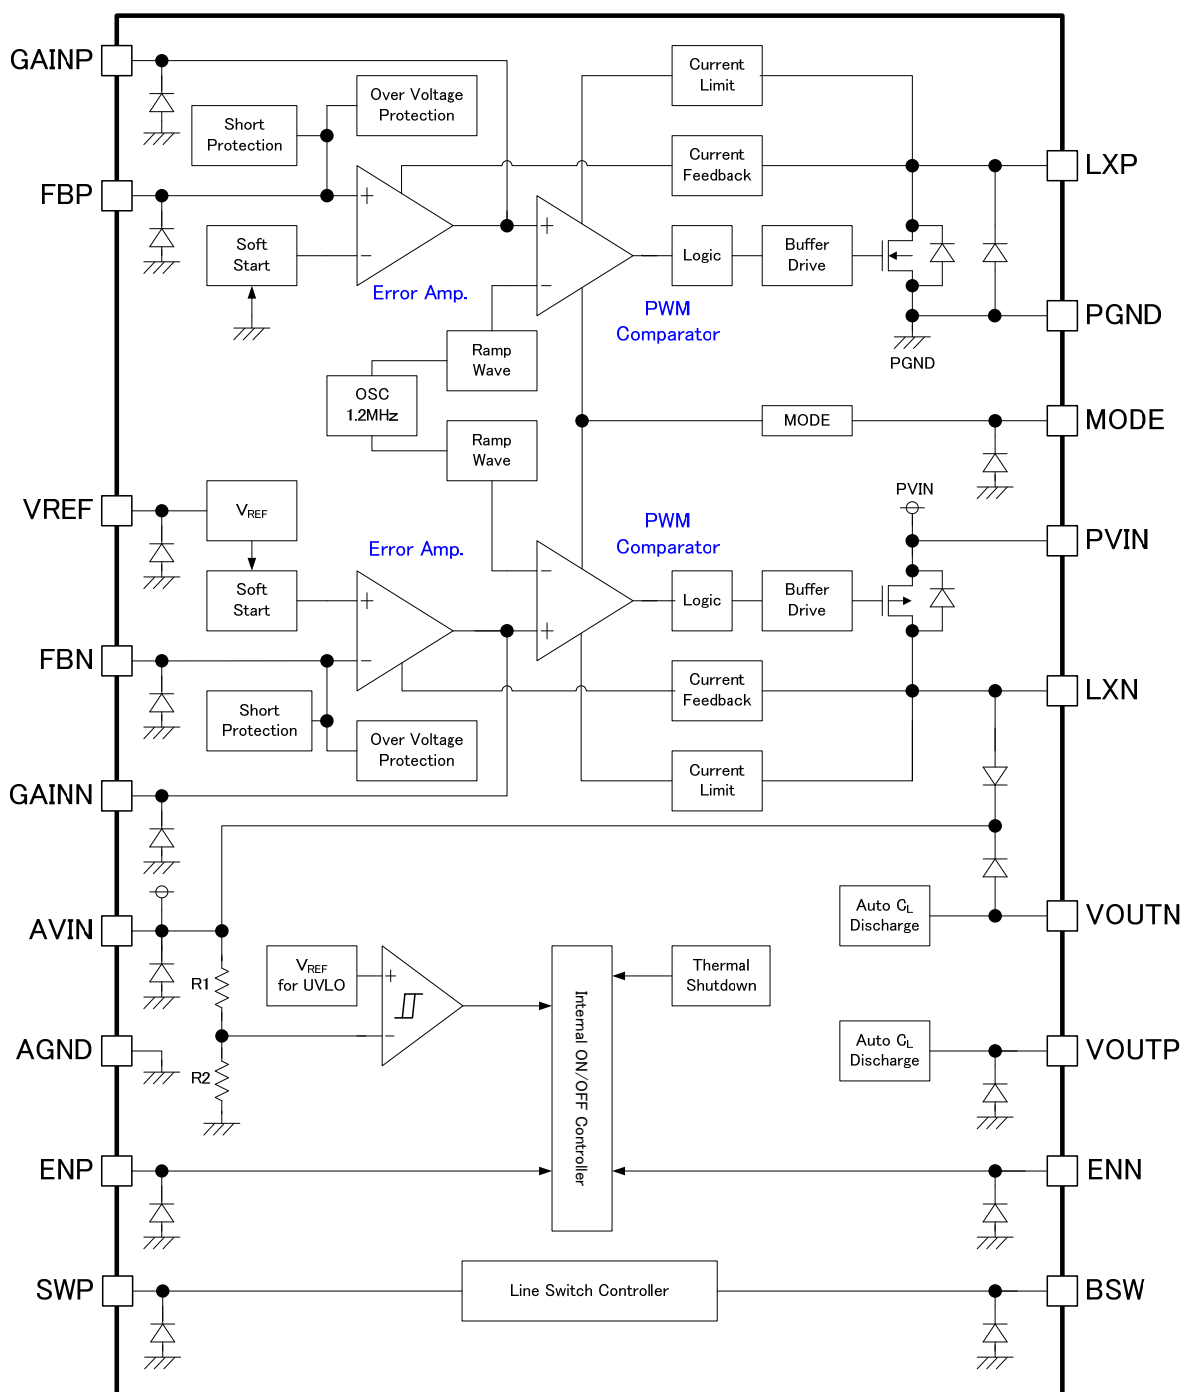 GAINP
Current
Limit
Over Voltage
Protection
Short
Protection
Current
Feedback
LXP
FBP
Soft
Start
Logic
Buffer
Drive
Error Amp.
PWM
Comparator
PGND
PGND
Ramp
Wave
OSC
1.2MHz
MODE
MODE
Ramp
Wave
PVIN
VREF
VREF
PWM
Comparator
Error Amp.
PVIN
Soft
Start
Logic
Buffer
Drive
FBN
Current
Feedback
LXN
Short
Protection
Over Voltage
Protection
Current
Limit
GAINN
AVIN
Auto CL
Discharge
VOUTN
R1
VREF
for UVLO
Thermal
Shutdown
Internal ON/OFF Controller
AGND
R2
Auto CL
Discharge
VOUTP
ENP
ENN
SWP
Line Switch Controller
BSW